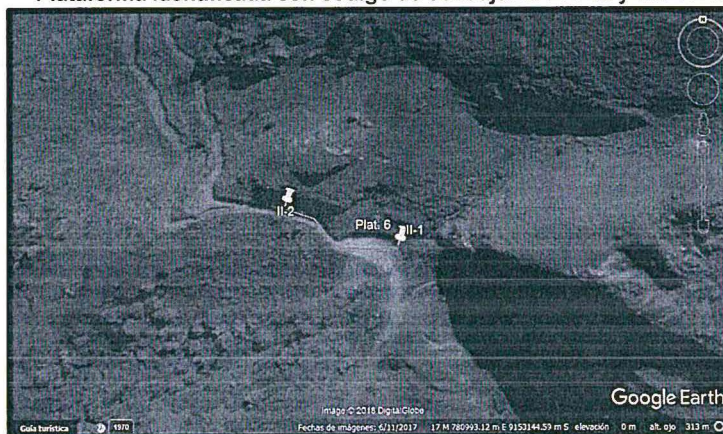 N
II-2
Plat. 6
II-1
Google Earth
Image © 2018 DigitalGlobe
Guía turística
1970
Fechas de imágenes: 6/11/2017 17 M 780993.12 m E 9153144.59 m S elevación 0 m alt. ojo 313 m